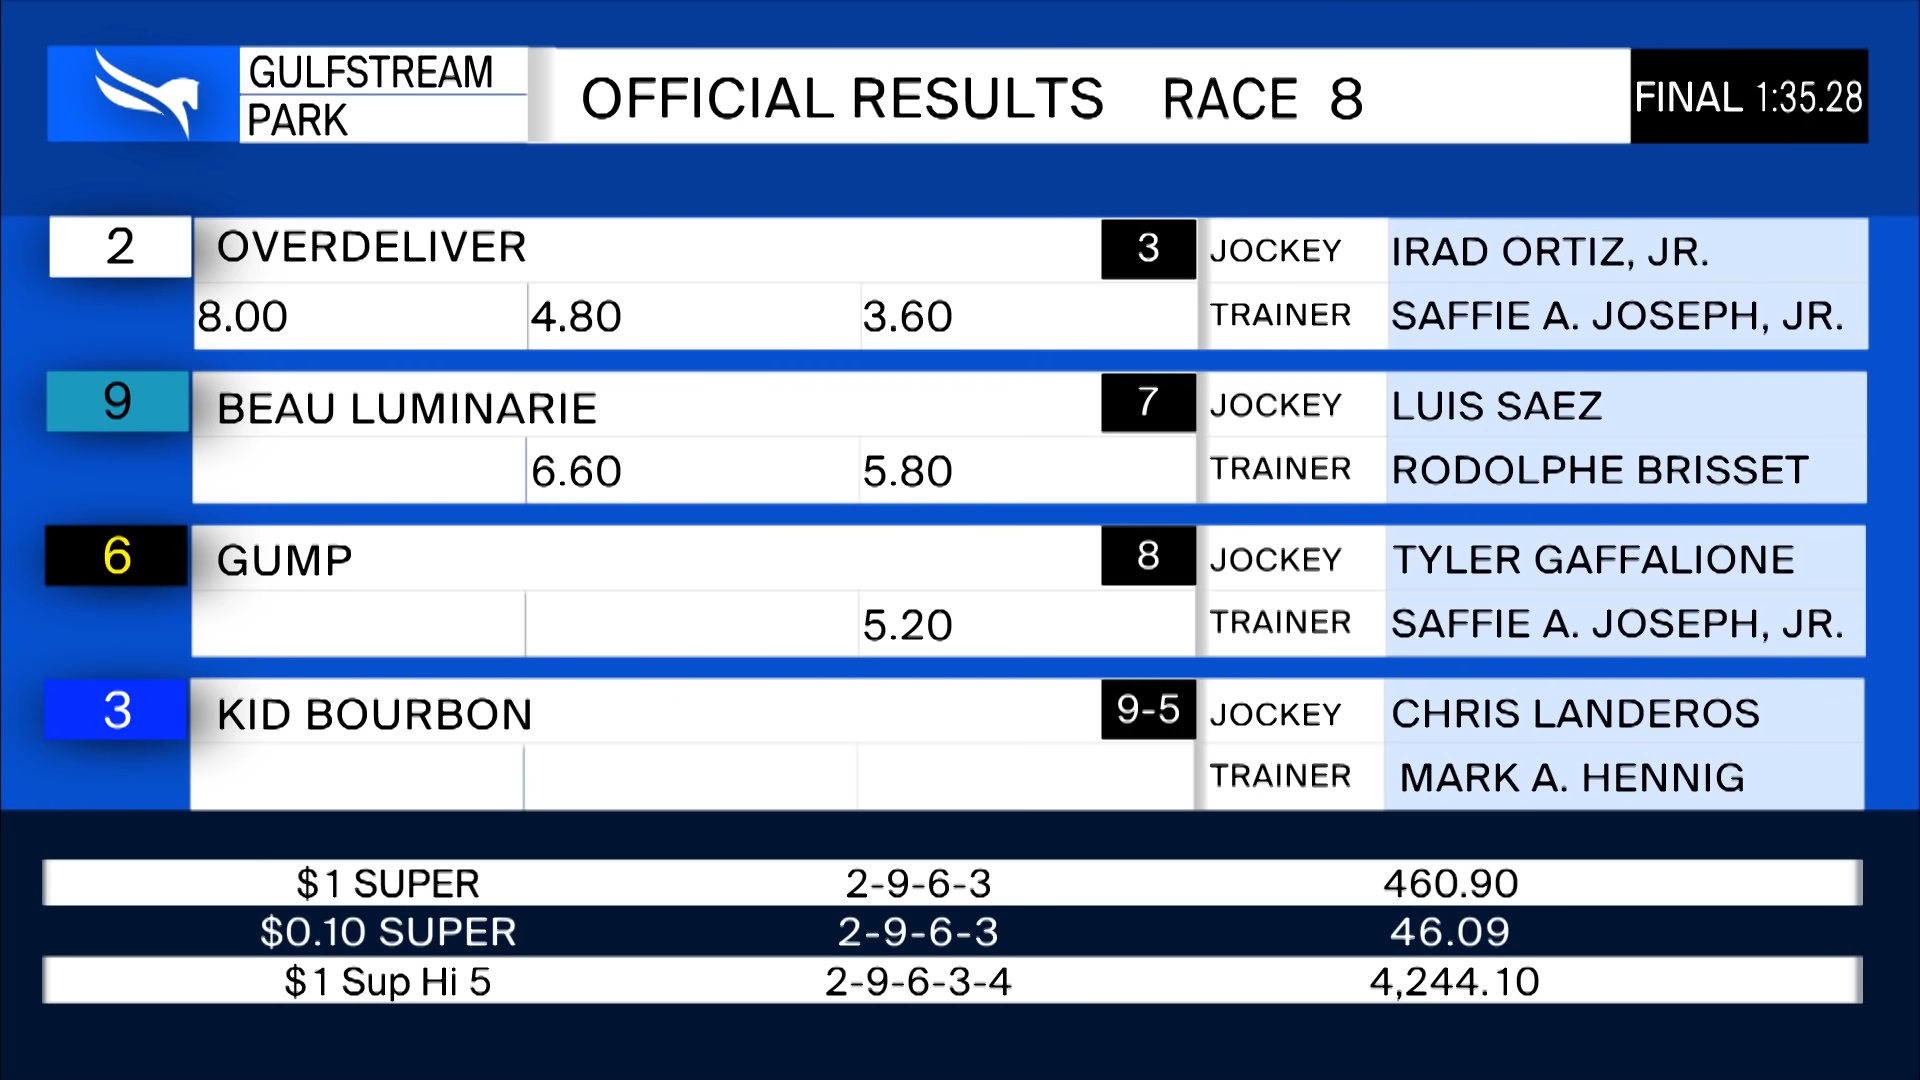 GULFSTREAM
PARK
OFFICIAL RESULTS RACE 8
FINAL 1:35.28
2 OVERDELIVER 3 JOCKEY IRAD ORTIZ, JR.
8.00 4.80 3.60 TRAINER SAFFIE A. JOSEPH, JR.
9 BEAU LUMINARIE 7 JOCKEY LUIS SAEZ
6.60 5.80 TRAINER RODOLPHE BRISSET
6 GUMP 8 JOCKEY TYLER GAFFALIONE
5.20 TRAINER SAFFIE A. JOSEPH, JR.
3 KID BOURBON 9-5 JOCKEY CHRIS LANDEROS
TRAINER MARK A. HENNIG
$1 SUPER 2-9-6-3 460.90
$0.10 SUPER 2-9-6-3 46.09
$1 Sup Hi 5 2-9-6-3-4 4,244.10